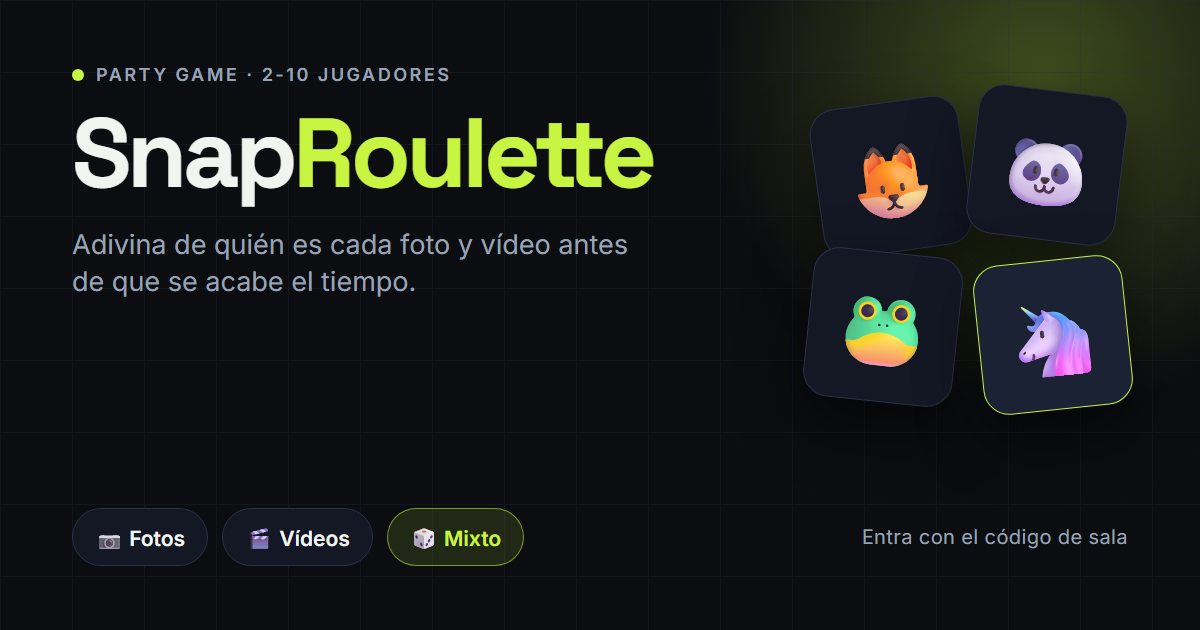 PARTY GAME · 2-10 JUGADORES
SnapRoulette
Adivina de quién es cada foto y vídeo antes
de que se acabe el tiempo.
Fotos
Vídeos
Mixto
Entra con el código de sala